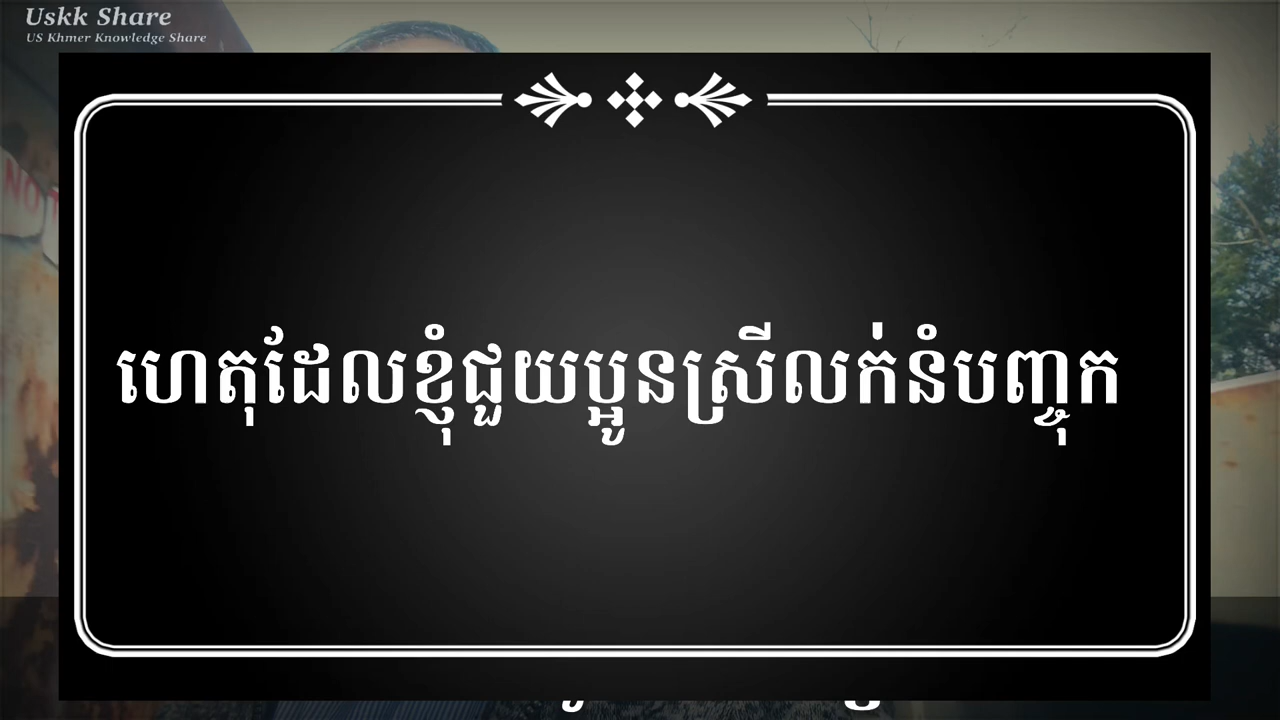 Uskk Share
US Khmer Knowledge Share
NO
ហេតុដែលខ្ញុំជួយប្អូនស្រីលក់នំបញ្ចុក